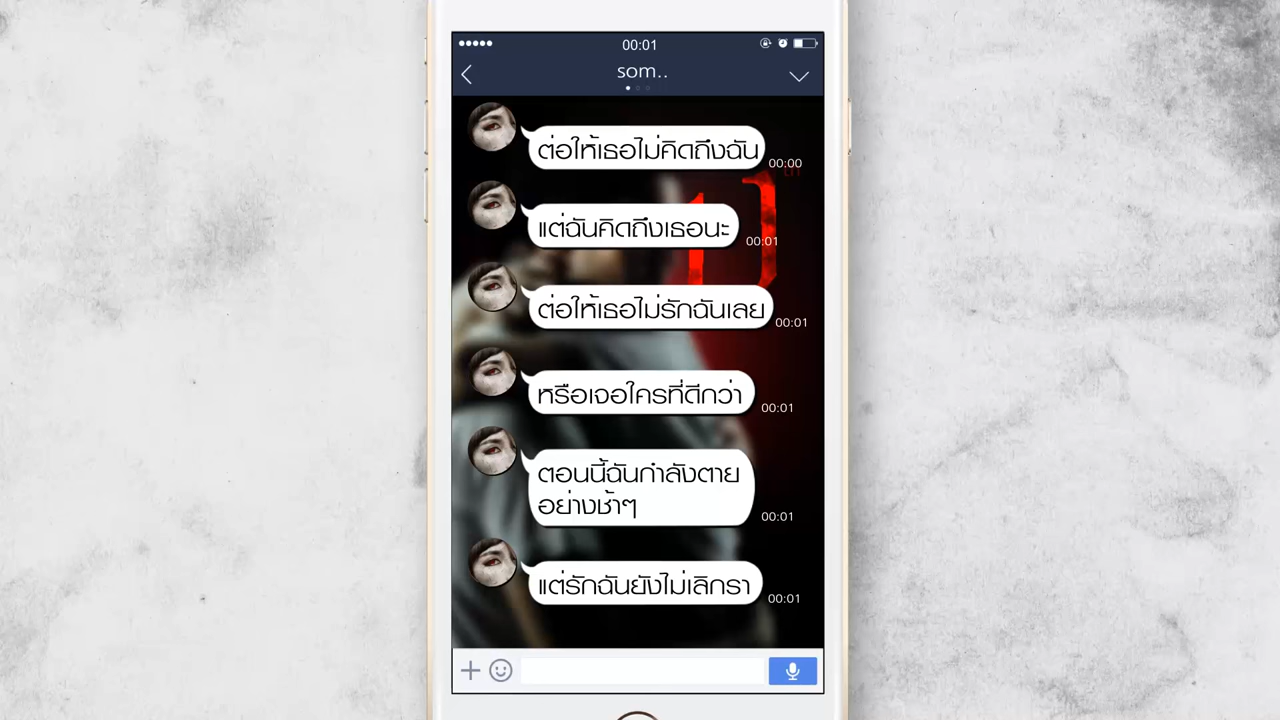 00:01
som..
ต่อให้เธอไม่คิดถึงฉัน
00:00
แต่ฉันคิดถึงเธอนะ
00:01
ต่อให้เธอไม่รักฉันเลย
00:01
หรือเจอใครที่ดีกว่า
00:01
ตอนนี้ฉันกำลังตาย
อย่างช้าๆ
00:01
แต่รักฉันยังไม่เลิกรา
00:01